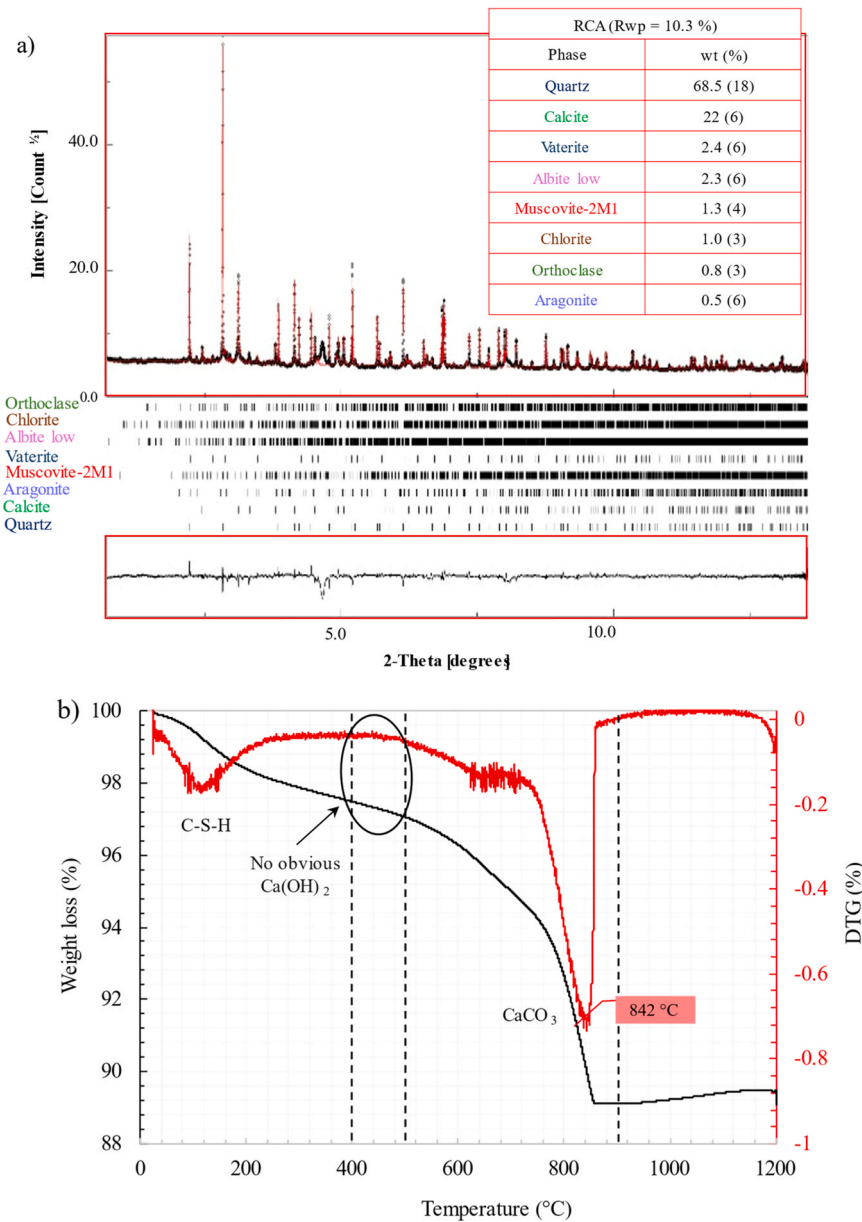 a)
RCA (Rwp = 10.3 %)
Phase wt (%)
Quartz 68.5 (18)
Calcite 22 (6)
Vaterite 2.4 (6)
Albite low 2.3 (6)
Muscovite-2M1 1.3 (4)
Chlorite 1.0 (3)
Orthoclase 0.8 (3)
Aragonite 0.5 (6)
Intensity [Count ½]
40.0
20.0
0.0
Orthoclase
Chlorite
Albite low
Vaterite
Muscovite-2M1
Aragonite
Calcite
Quartz
5.0 10.0
2-Theta [degrees]
b)
100
98
96
94
92
90
88
Weight loss (%)
C-S-H
No obvious
Ca(OH)2
CaCO3
842 °C
0
-0.2
-0.4
-0.6
-0.8
-1
DTG (%)
0 200 400 600 800 1000 1200
Temperature (°C)